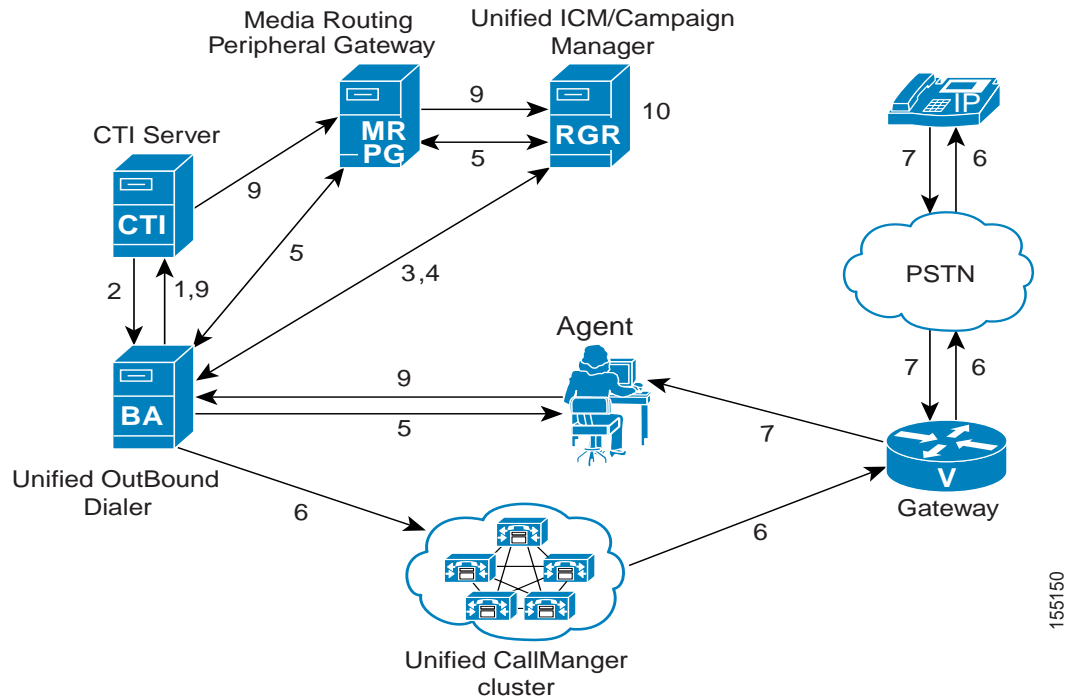 Media Routing
Peripheral Gateway
Unified ICM/Campaign
Manager
9
10
IP
MR
PG
RGR
CTI Server
5
7
6
9
CTI
5
3,4
PSTN
2
1,9
Agent
7
6
9
BA
5
7
V
Unified OutBound
Dialer
6
6
Gateway
Unified CallManger
cluster
155150